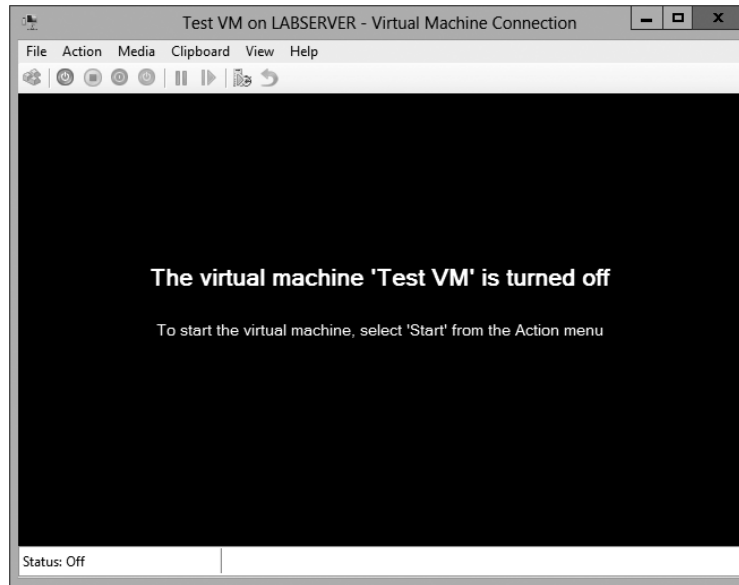 Test VM on LABSERVER - Virtual Machine Connection
File Action Media Clipboard View Help
The virtual machine 'Test VM' is turned off
To start the virtual machine, select 'Start' from the Action menu
Status: Off